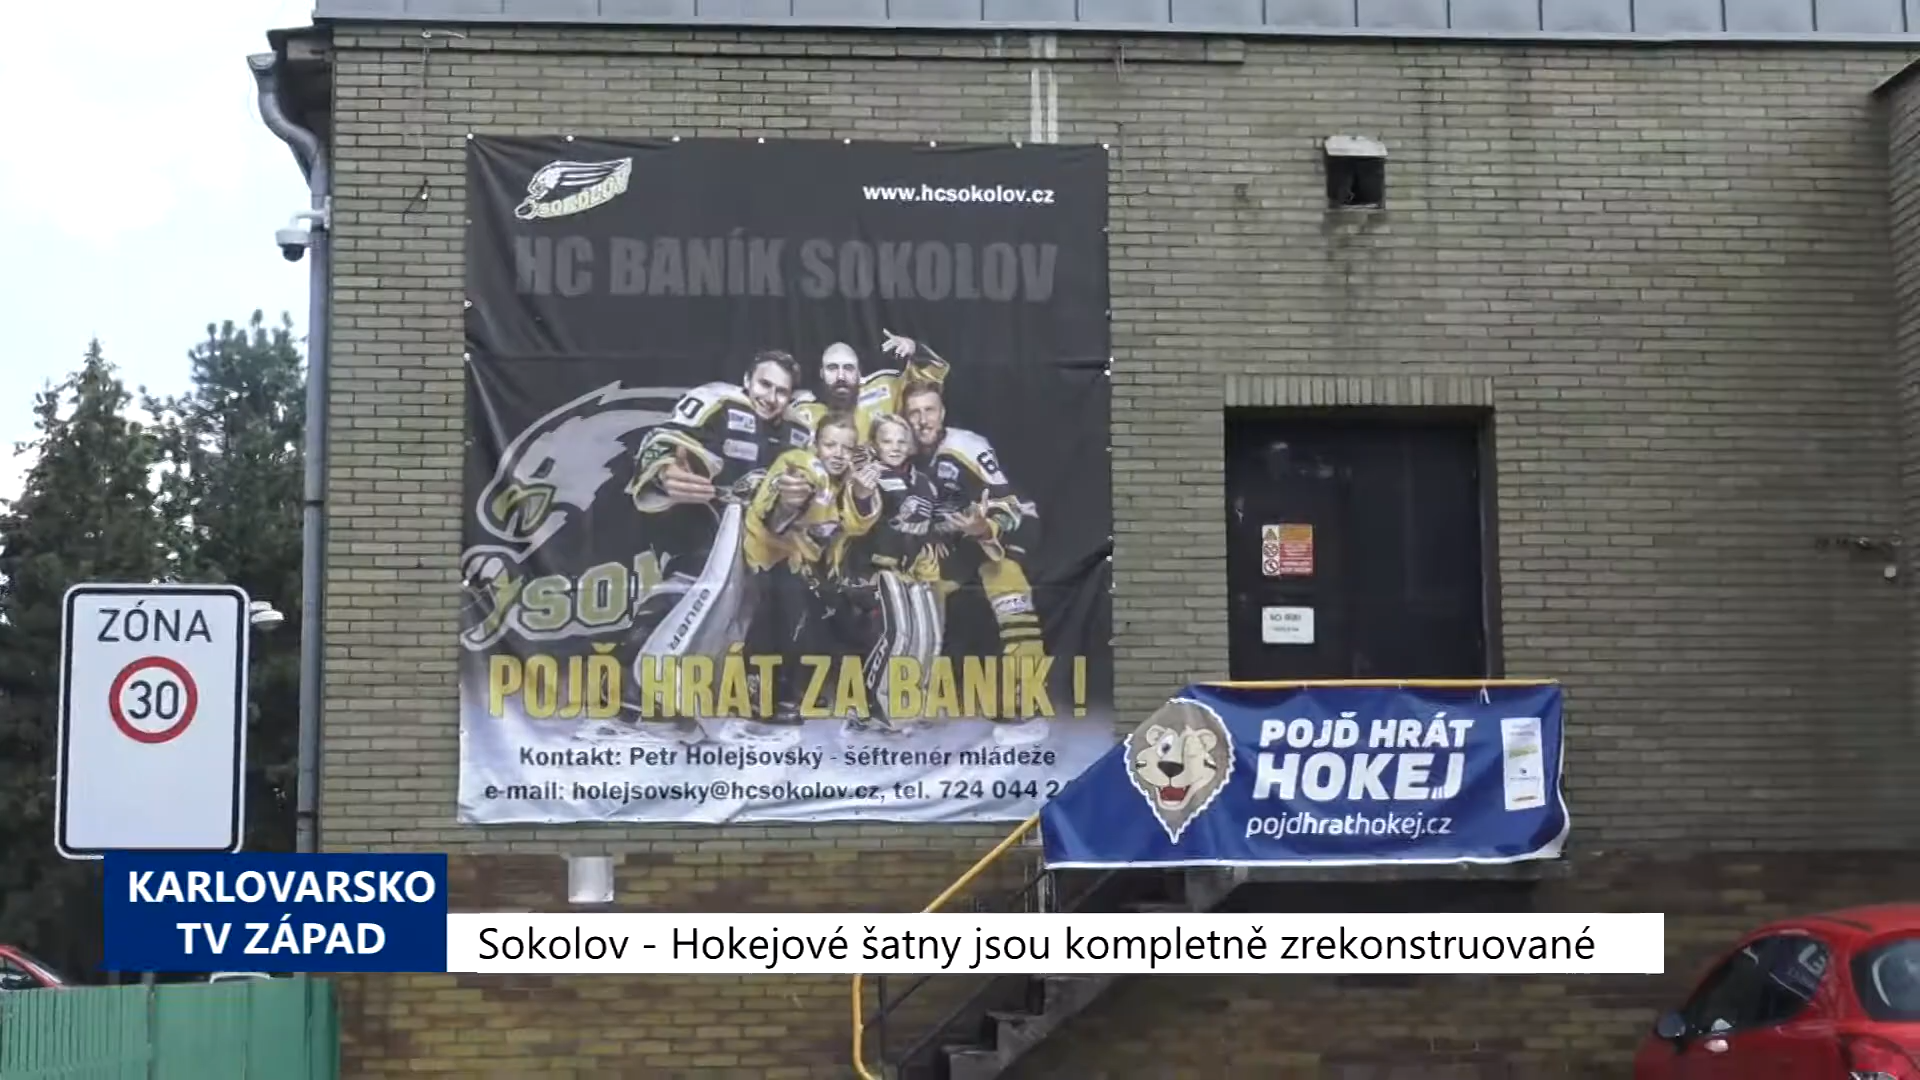 SOKOLOV
www.hcsokolov.cz
HC BANÍK SOKOLOV
ZÓNA
30
POJĎ HRÁT ZA BANÍK !
Kontakt: Petr Holejšovský - šéftrenér mládeže
e-mail: holejsovsky@hcsokolov.cz, tel. 724 044 2
POJĎ HRÁT
HOKEJ
pojdhrathokej.cz
KARLOVARSKO
TV ZÁPAD
Sokolov - Hokejové šatny jsou kompletně zrekonstruované